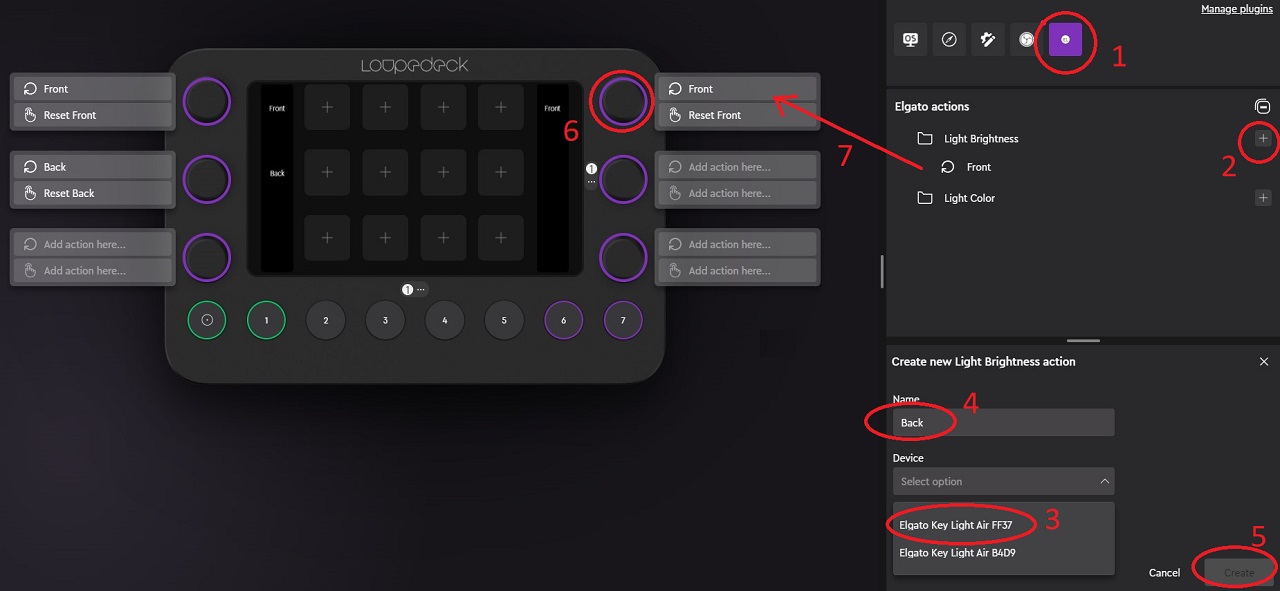 Manage plugins
1
Loupedeck
Front
Reset Front
Back
Reset Back
Add action here...
Add action here...
Front
Back
Front
6
1
...
1
...
1
2
3
4
5
6
7
Front
Reset Front
Add action here...
Add action here...
Add action here...
Add action here...
7
OS
Elgato actions
Light Brightness
2
Front
Light Color
Create new Light Brightness action
Name
4
Back
Device
Select option
Elgato Key Light Air FF37
3
Elgato Key Light Air B4D9
5
Cancel
Create